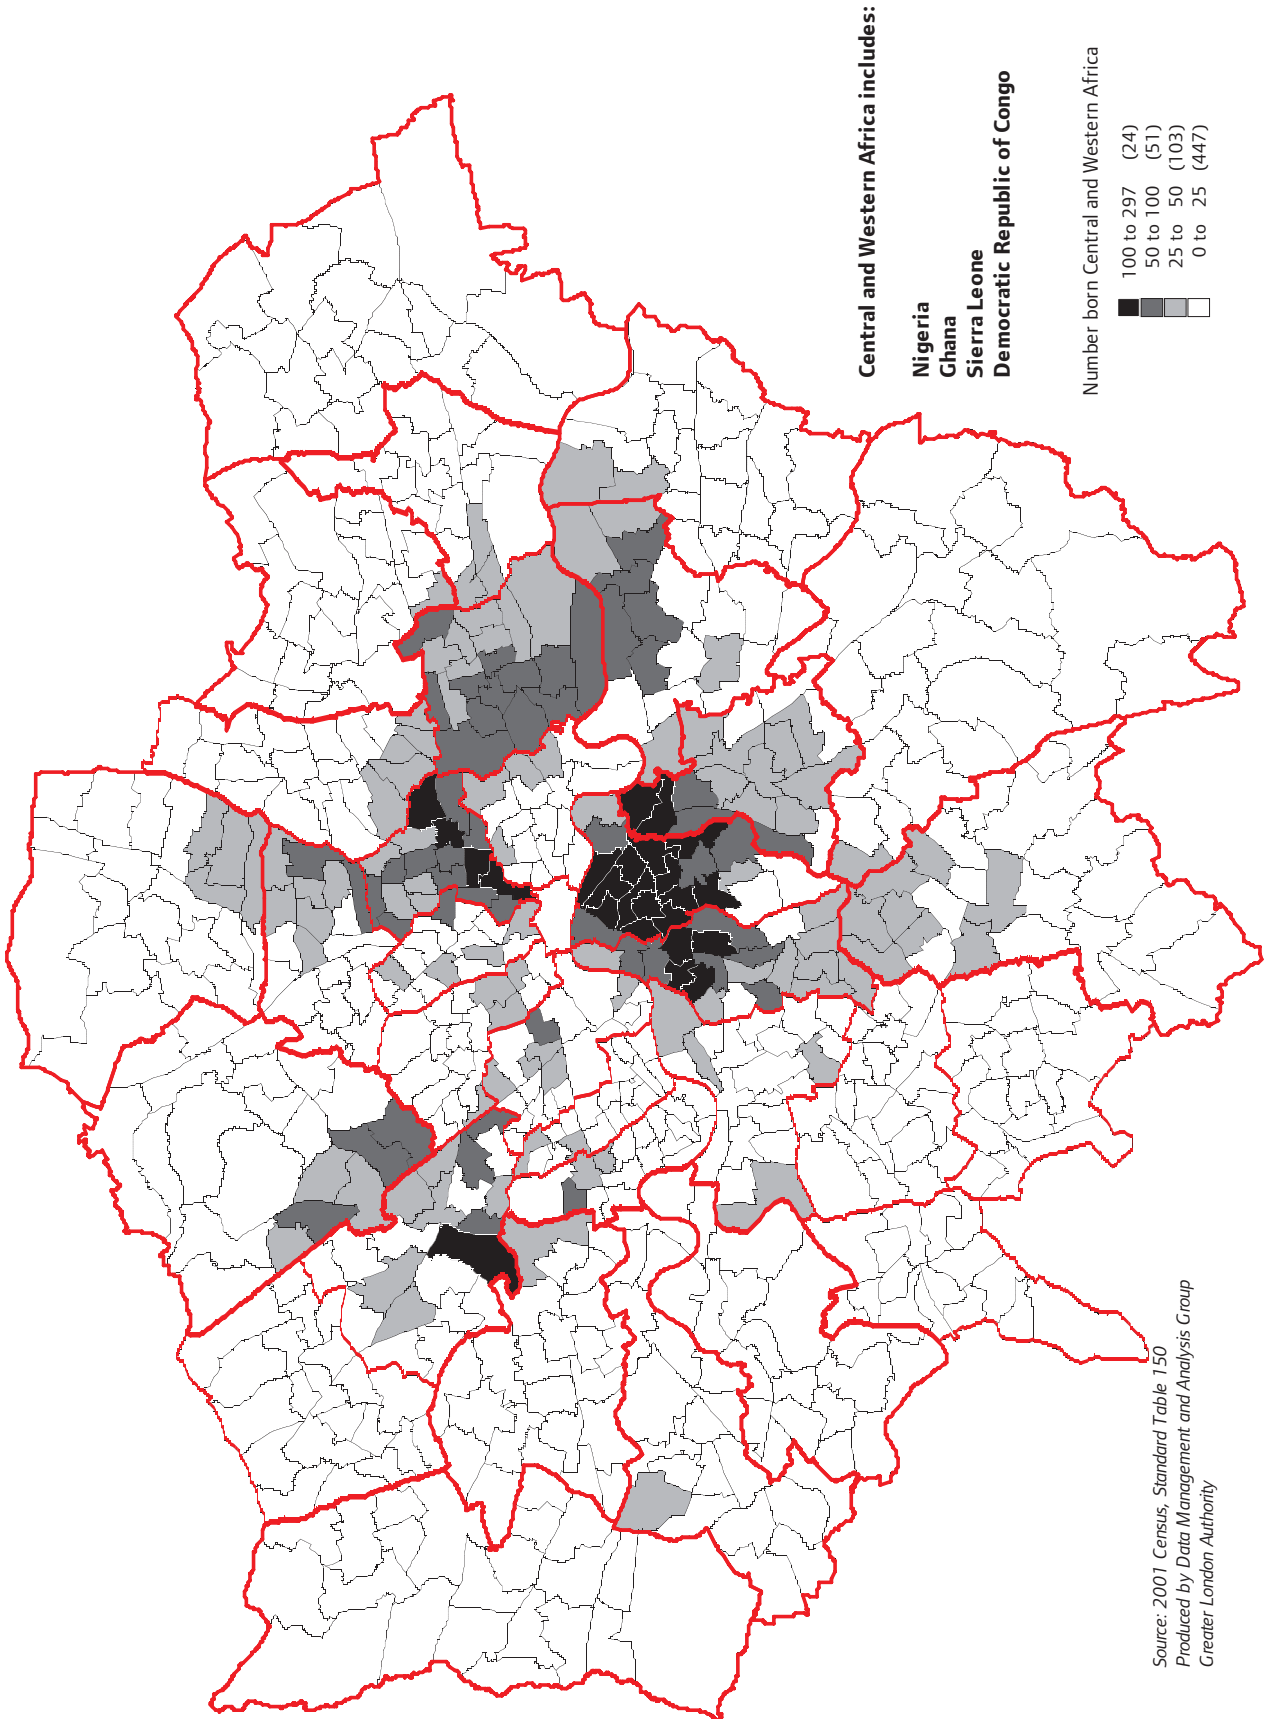 Central and Western Africa includes:
Nigeria
Ghana
Sierra Leone
Democratic Republic of Congo
Number born Central and Western Africa
100 to 297 (24)
50 to 100 (51)
25 to 50 (103)
0 to 25 (447)
Source: 2001 Census, Standard Table 150
Produced by Data Management and Analysis Group
Greater London Authority